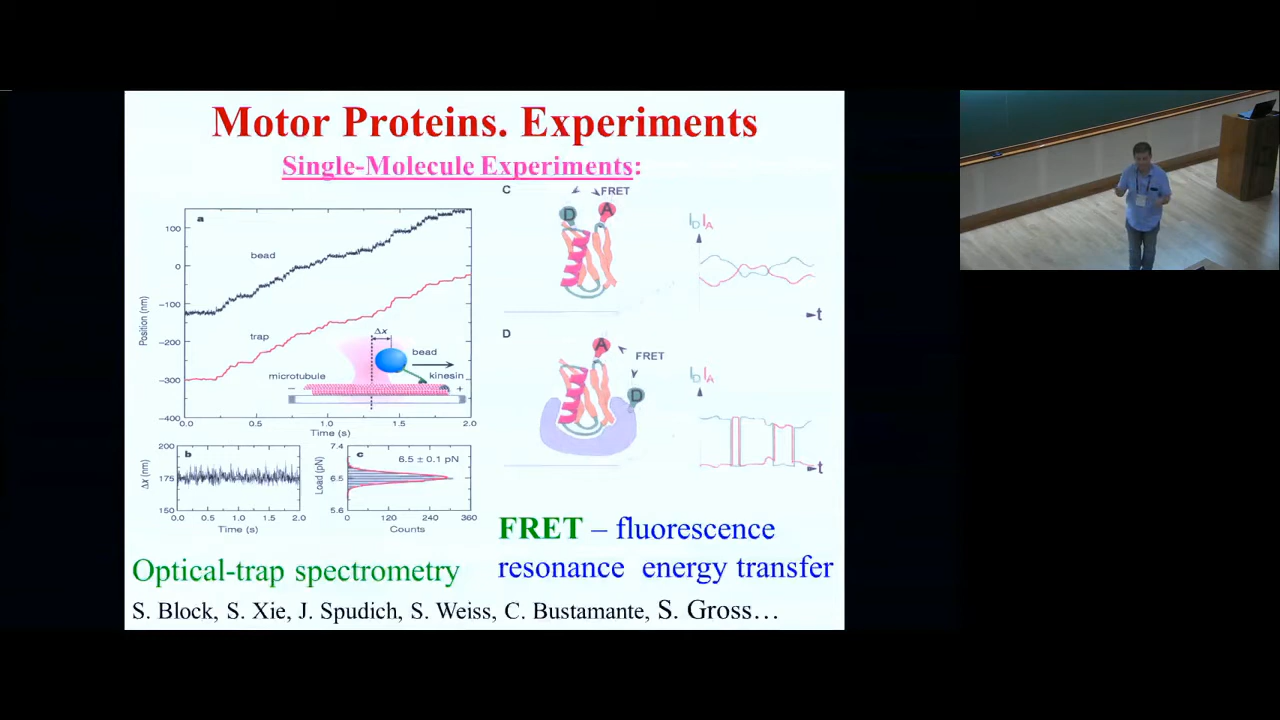 Motor Proteins. Experiments
Single-Molecule Experiments:
a
bead
trap
Δx
bead
microtubule
kinesin
−
+
Position (nm)
100
0
−100
−200
−300
−400
0.0 0.5 1.0 1.5 2.0
Time (s)
b
Δx (nm)
200
175
150
0.0 0.5 1.0 1.5 2.0
Time (s)
c
6.5 ± 0.1 pN
Load (pN)
7.4
6.5
5.6
0 120 240 360
Counts
C
FRET
D
A
I_D I_A
t
D
A
FRET
D
I_D I_A
t
Optical-trap spectrometry
FRET – fluorescence
resonance energy transfer
S. Block, S. Xie, J. Spudich, S. Weiss, C. Bustamante, S. Gross…